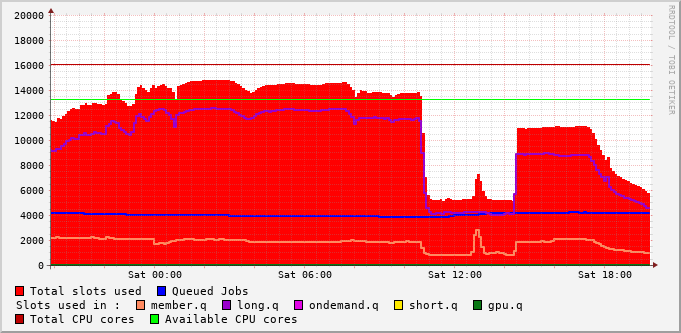 20000
18000
16000
14000
12000
10000
8000
6000
4000
2000
0
Sat 00:00 Sat 06:00 Sat 12:00 Sat 18:00
RRDTOOL / TOBI OETIKER
Total slots used Queued Jobs
Slots used in : member.q long.q ondemand.q short.q gpu.q
Total CPU cores Available CPU cores